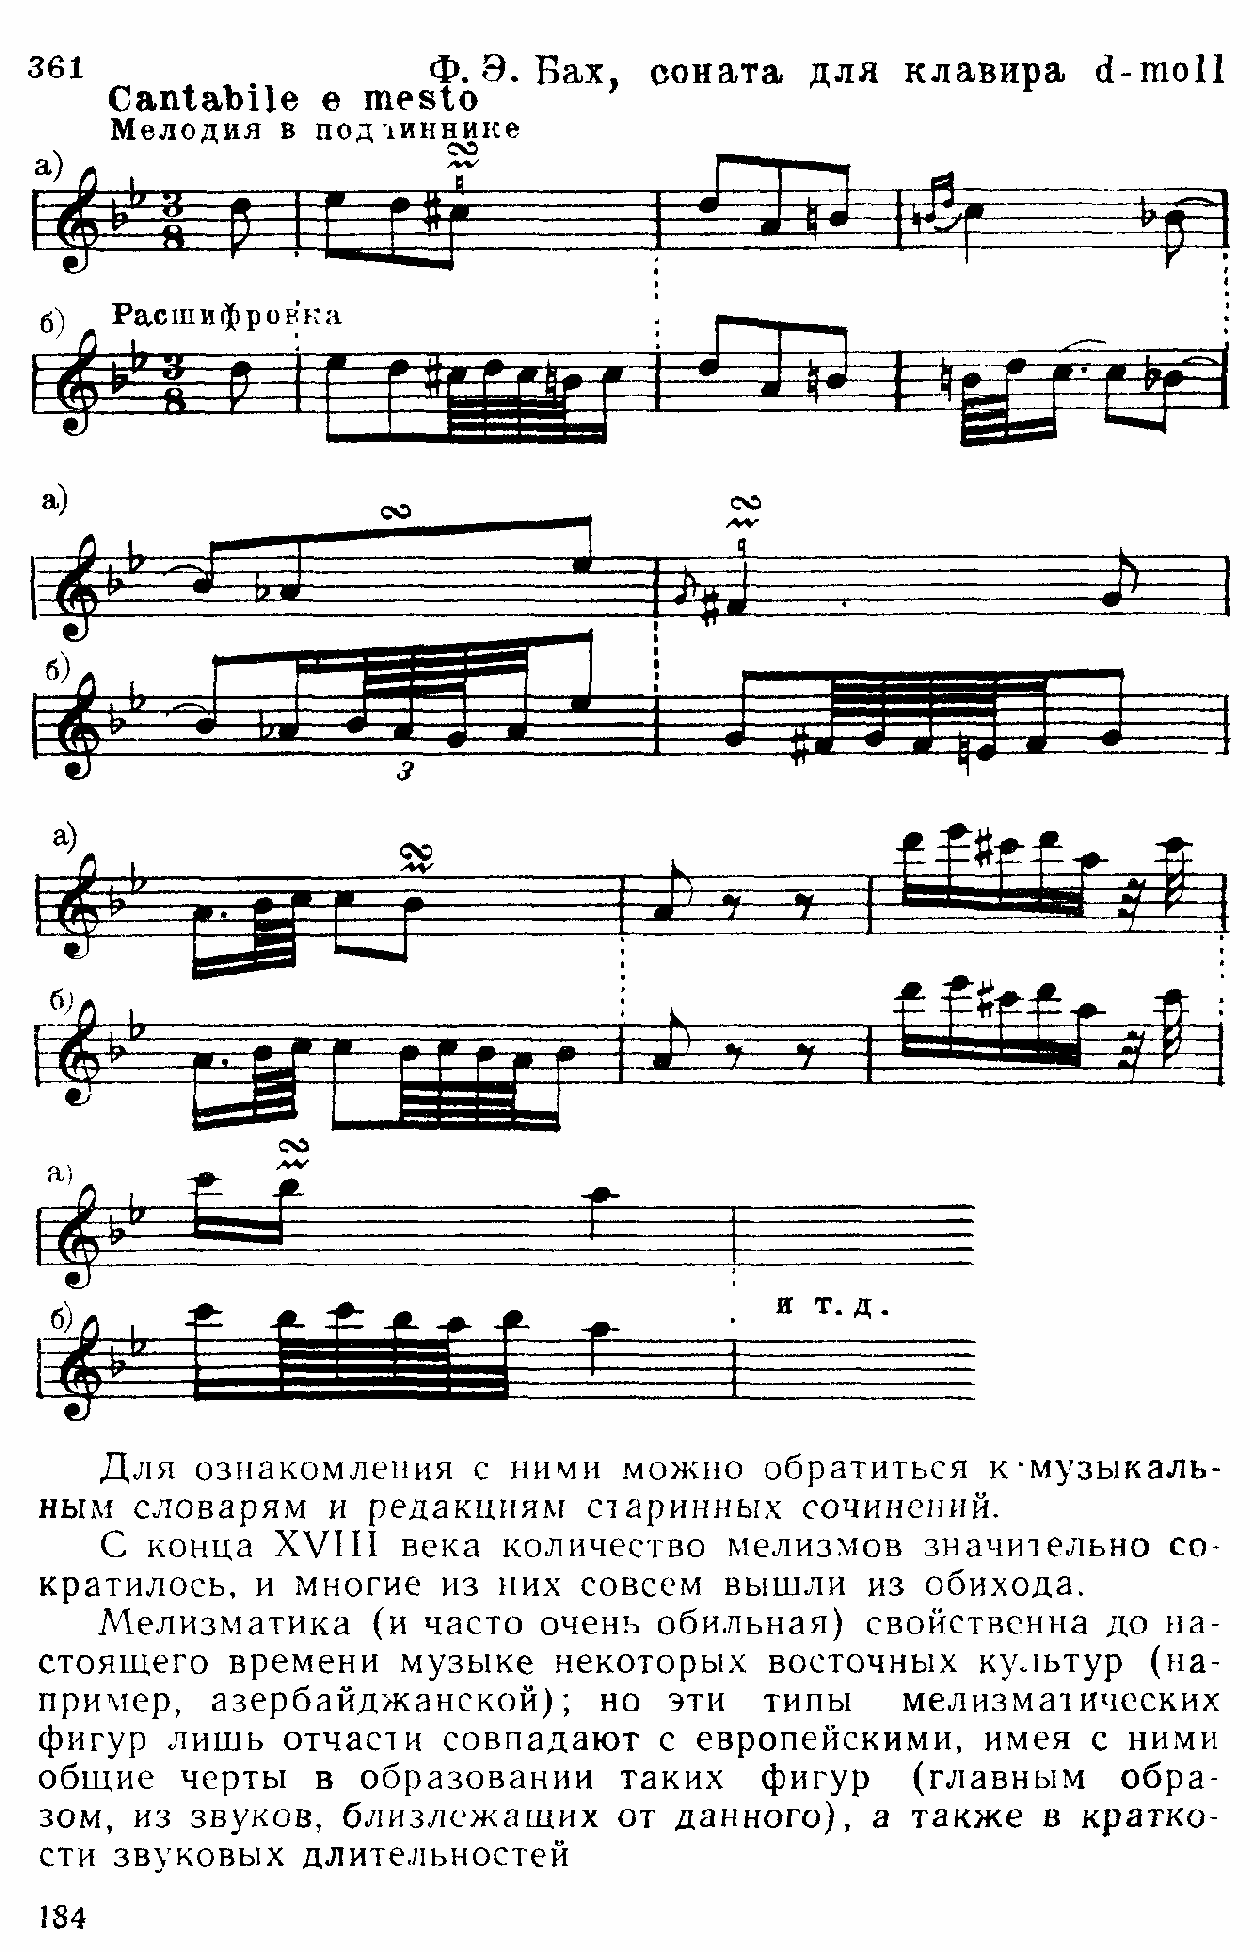 361 Ф. Э. Бах, соната для клавира d-moll
Cantabile e mesto
Мелодия в подлиннике
а)
3
8
б) Расшифровка
3
8
а)
б)
3
а)
б)
а)
б)
и т. д.
Для ознакомления с ними можно обратиться к музыкаль-
ным словарям и редакциям старинных сочинений.
С конца XVIII века количество мелизмов значительно со-
кратилось, и многие из них совсем вышли из обихода.
Мелизматика (и часто очень обильная) свойственна до на-
стоящего времени музыке некоторых восточных культур (на-
пример, азербайджанской); но эти типы мелизматических
фигур лишь отчасти совпадают с европейскими, имея с ними
общие черты в образовании таких фигур (главным обра-
зом, из звуков, близлежащих от данного), а также в кратко-
сти звуковых длительностей
184